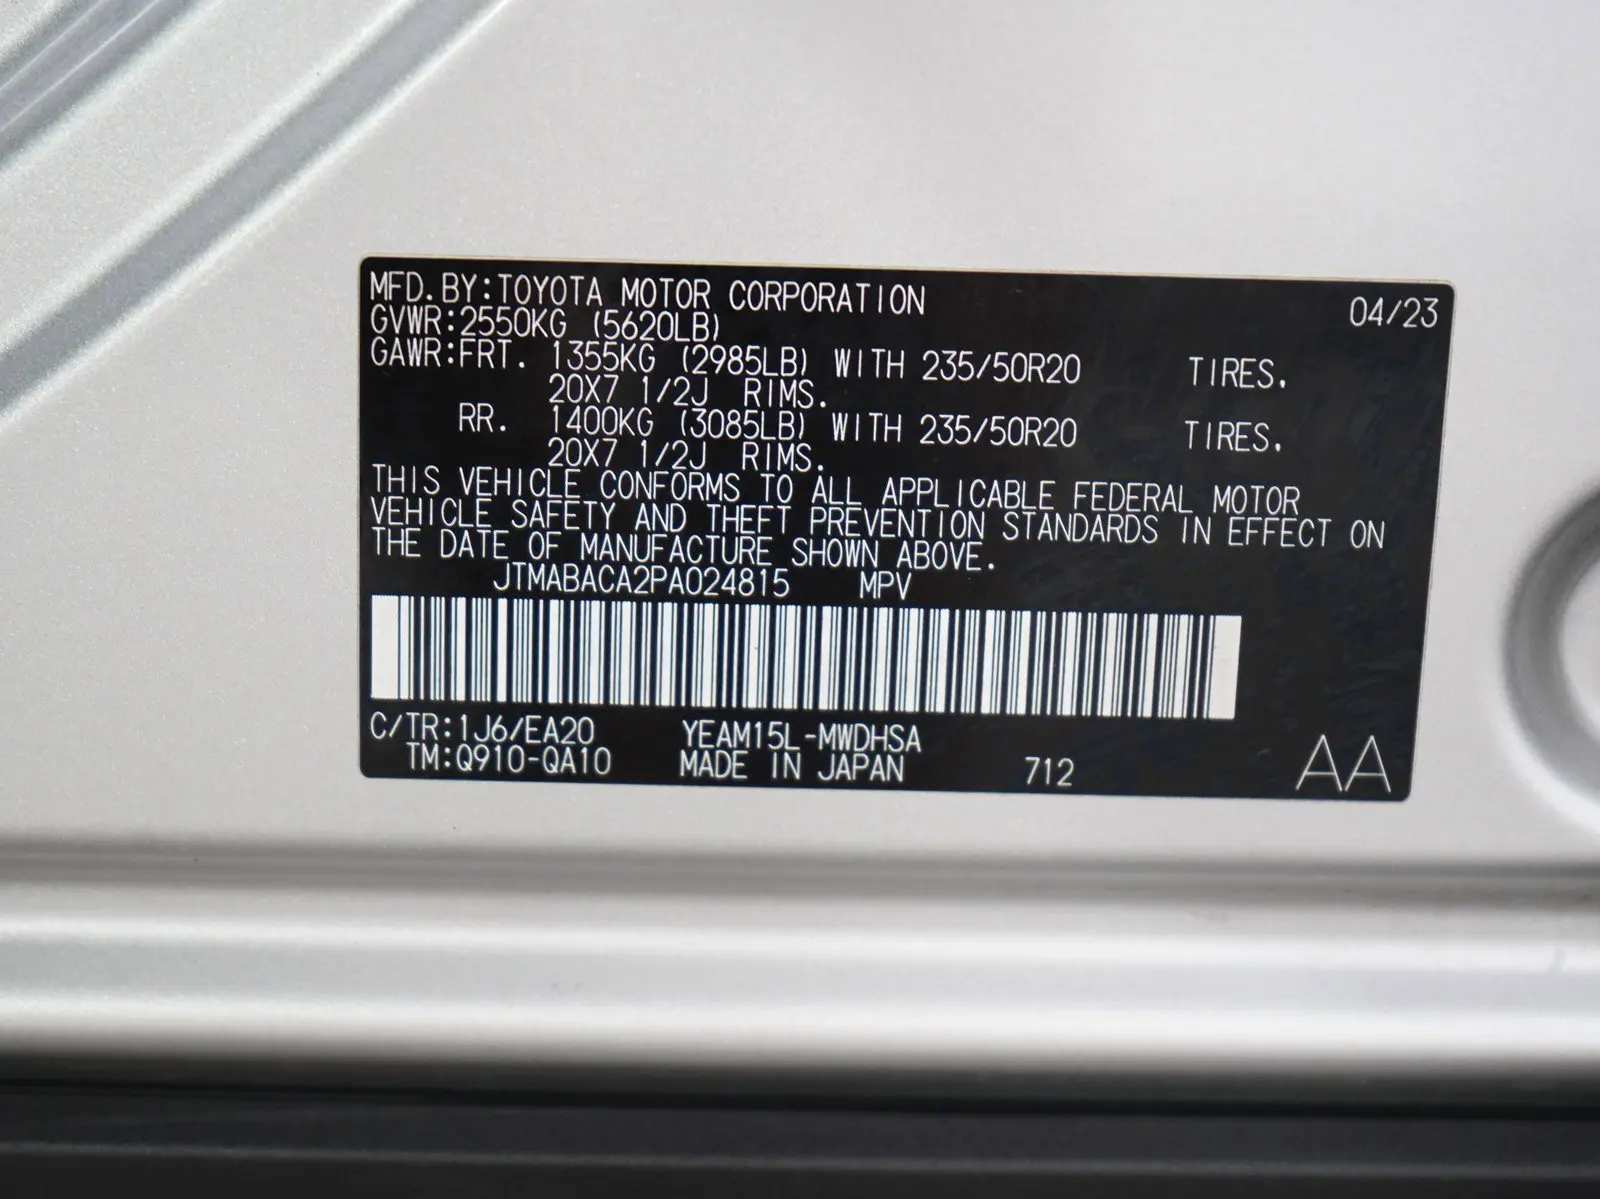 MFD.BY:TOYOTA MOTOR CORPORATION 04/23
GVWR:2550KG (5620LB)
GAWR:FRT. 1355KG (2985LB) WITH 235/50R20 TIRES.
20X7 1/2J RIMS.
RR. 1400KG (3085LB) WITH 235/50R20 TIRES.
20X7 1/2J RIMS.
THIS VEHICLE CONFORMS TO ALL APPLICABLE FEDERAL MOTOR
VEHICLE SAFETY AND THEFT PREVENTION STANDARDS IN EFFECT ON
THE DATE OF MANUFACTURE SHOWN ABOVE.
JTMABACA2PA024815 MPV
C/TR:1J6/EA20 YEAM15L-MWDHSA
TM:Q910-QA10 MADE IN JAPAN 712 AA